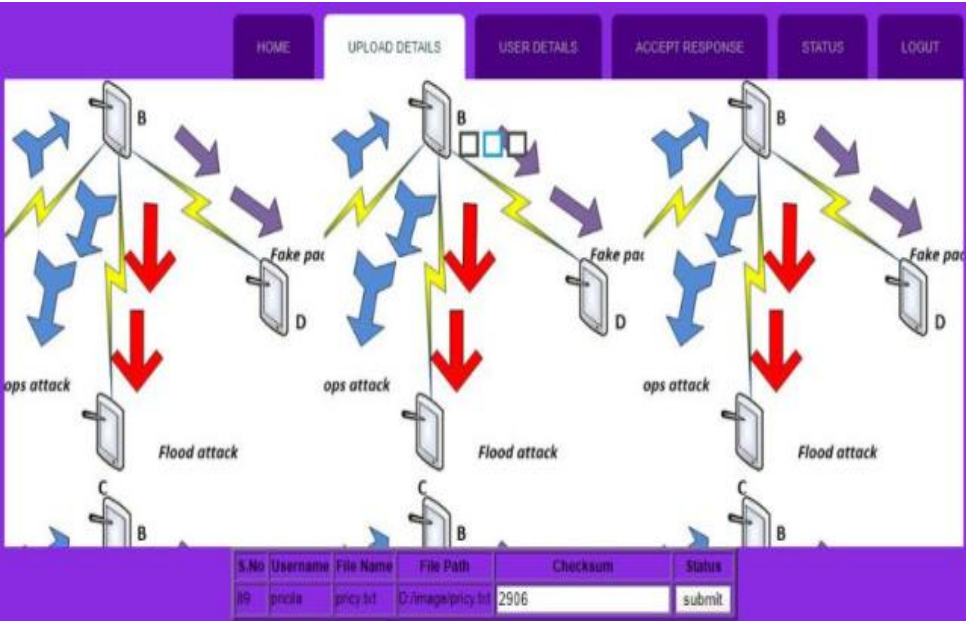 HOME UPLOAD DETAILS USER DETAILS ACCEPT RESPONSE STATUS LOGUT
B B B
Fake pac Fake pac Fake pac
D D D
ops attack ops attack ops attack
Flood attack Flood attack Flood attack
C C C
B B B
S.No Username File Name File Path Checksum Status
89 pricila pricy.txt D:/image/pricy.txt 2906 submit